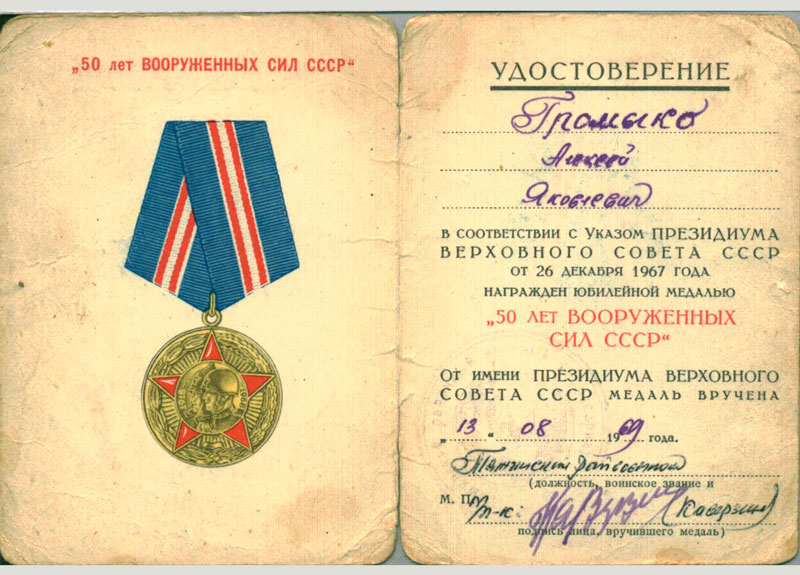 „50 лет ВООРУЖЕННЫХ СИЛ СССР“
УДОСТОВЕРЕНИЕ
Громыко
Алексей
Яковлевич
В СООТВЕТСТВИИ С УКАЗОМ ПРЕЗИДИУМА
ВЕРХОВНОГО СОВЕТА СССР
ОТ 26 ДЕКАБРЯ 1967 ГОДА
НАГРАЖДЕН ЮБИЛЕЙНОЙ МЕДАЛЬЮ
„50 ЛЕТ ВООРУЖЕННЫХ
СИЛ СССР“
ОТ ИМЕНИ ПРЕЗИДИУМА ВЕРХОВНОГО
СОВЕТА СССР МЕДАЛЬ ВРУЧЕНА
„13“ 08 1969 года.
(должность, воинское звание и
М. П.
подпись лица, вручившего медаль)